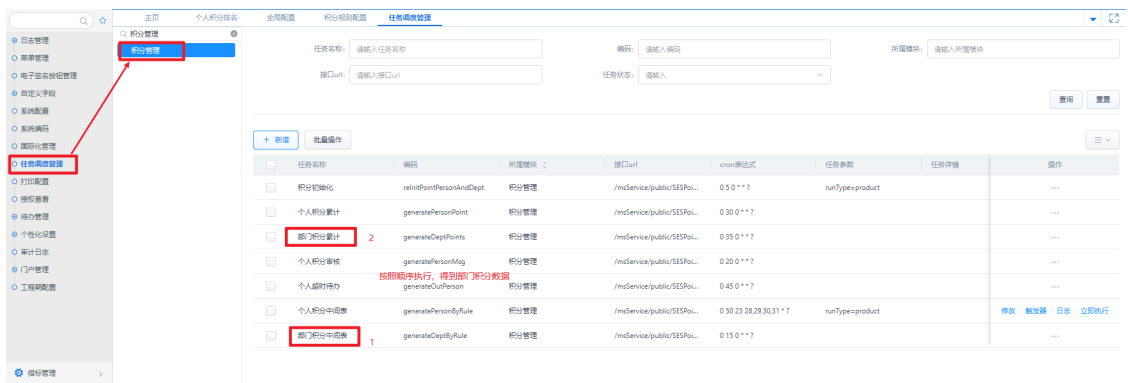 主页 个人积分排名 全局配置 积分规则配置 任务调度管理
日志管理
菜单管理
电子签名按钮管理
自定义字段
系统配置
系统编码
国际化管理
任务调度管理
打印配置
授权查看
待办管理
个性化设置
审计日志
门户管理
工程期配置
指标管理
积分管理
积分管理
任务名称: 请输入任务名称 编码: 请输入编码 所属模块: 请输入所属模块
接口url: 请输入接口url 任务状态: 请输入
查询 重置
+ 新增 批量操作
任务名称 编码 所属模块 接口url cron表达式 任务参数 任务详情 操作
积分初始化 reInitPointPersonAndDept 积分管理 /msService/public/SESPoi... 0 5 0 * * ? runType=product ...
个人积分累计 generatePersonPoint 积分管理 /msService/public/SESPoi... 0 30 0 * * ? ...
部门积分累计 2 generateDeptPoints 积分管理 /msService/public/SESPoi... 0 35 0 * * ? ...
个人积分审核 generatePersonMsg 积分管理 /msService/public/SESPoi... 0 20 0 * * ? ...
按照顺序执行，得到部门积分数据
个人超时待办 generateOutPerson 积分管理 /msService/public/SESPoi... 0 45 0 * * ? ...
个人积分中间表 generatePersonByRule 积分管理 /msService/public/SESPoi... 0 50 23 28,29,30,31 * ? runType=product 修改 触发器 日志 立即执行
部门积分中间表 1 generateDeptByRule 积分管理 /msService/public/SESPoi... 0 15 0 * * ? ...